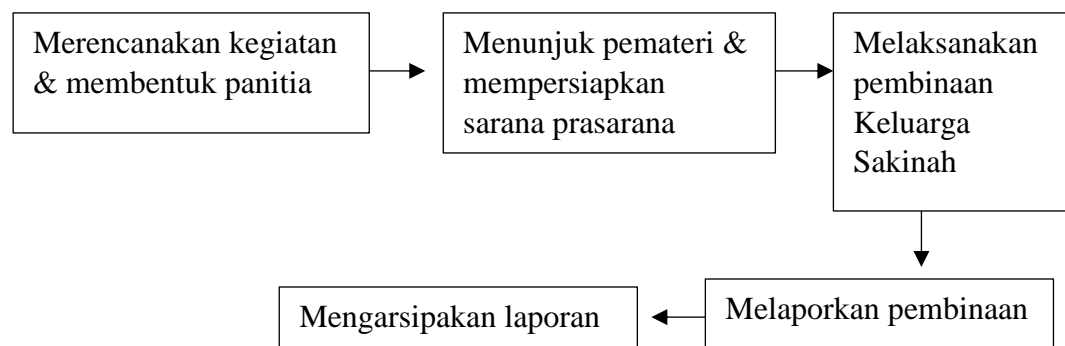 Merencanakan kegiatan
& membentuk panitia
Menunjuk pemateri &
mempersiapkan
sarana prasarana
Melaksanakan
pembinaan
Keluarga
Sakinah
Melaporkan pembinaan
Mengarsipakan laporan